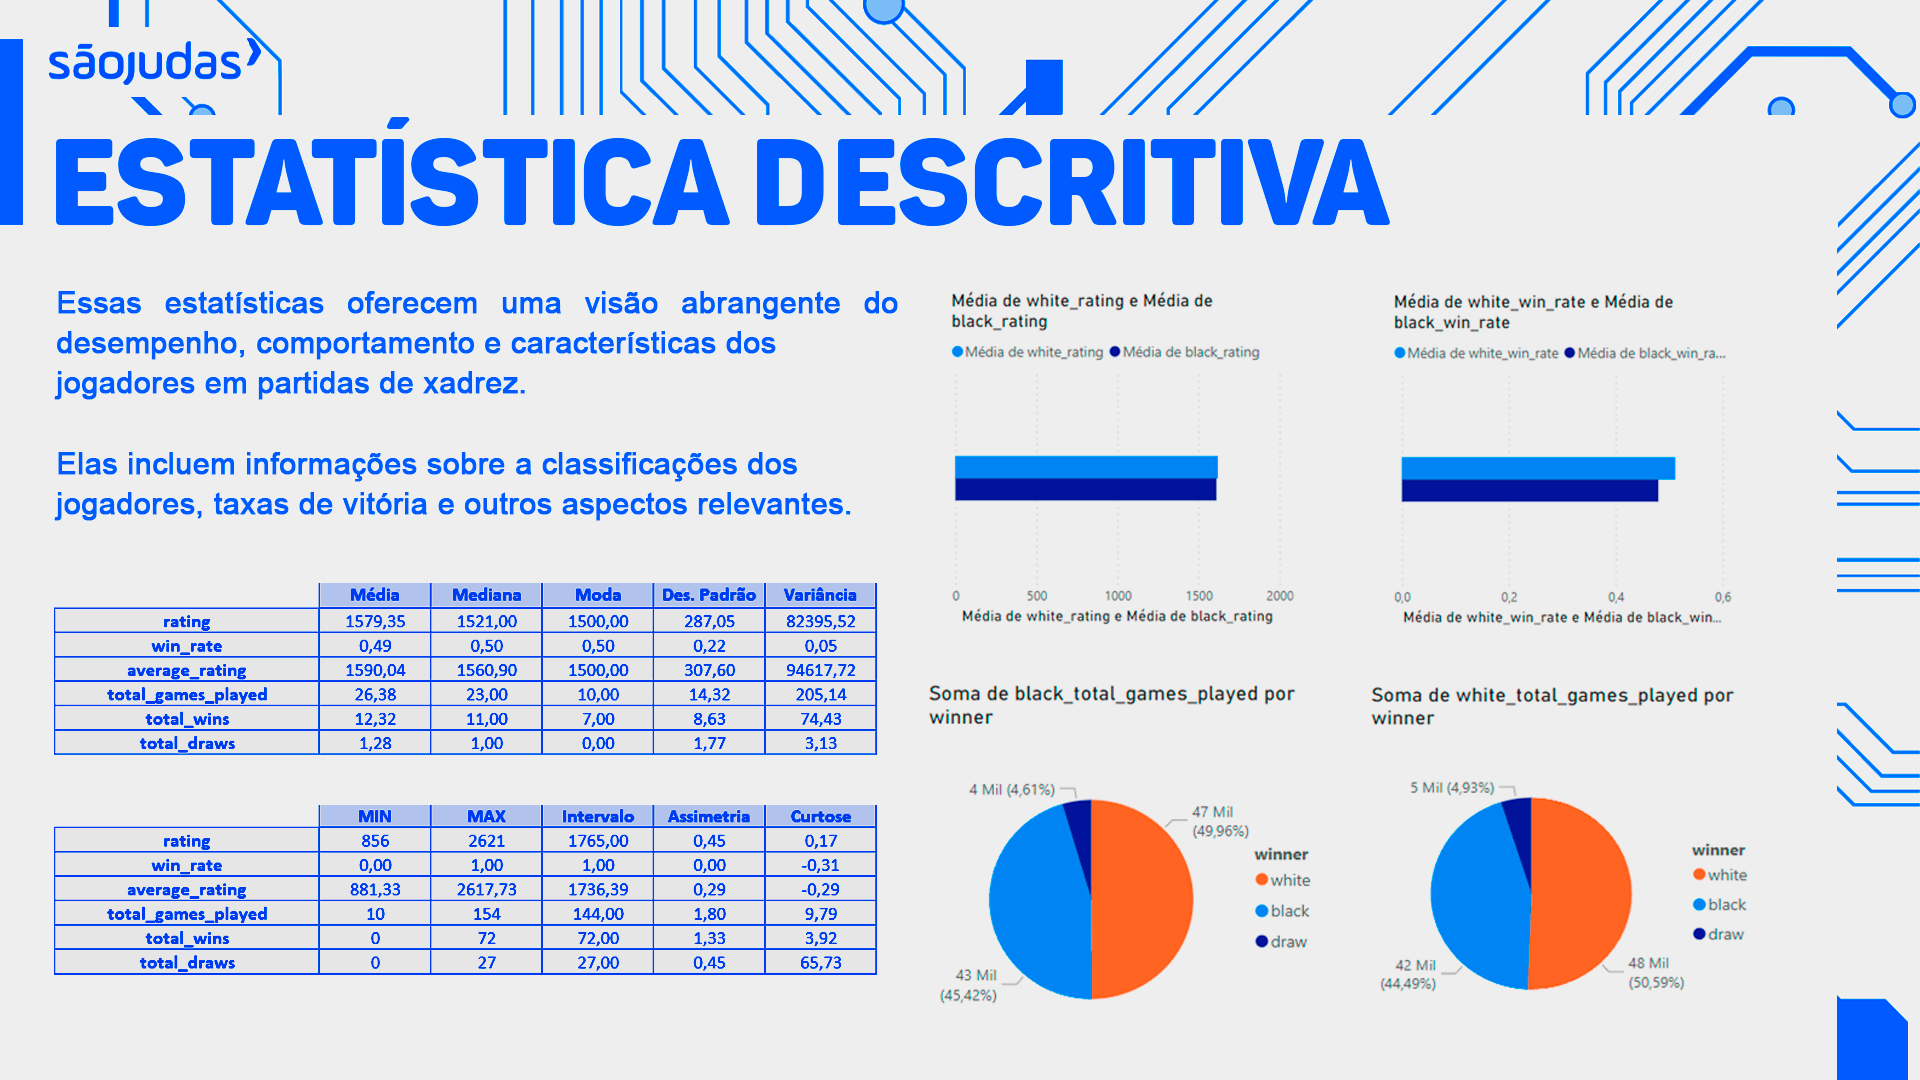 sãojudas
ESTATÍSTICA DESCRITIVA
Essas estatísticas oferecem uma visão abrangente do
desempenho, comportamento e características dos
jogadores em partidas de xadrez.
Elas incluem informações sobre a classificações dos
jogadores, taxas de vitória e outros aspectos relevantes.
Média Mediana Moda Des. Padrão Variância
rating 1579,35 1521,00 1500,00 287,05 82395,52
win_rate 0,49 0,50 0,50 0,22 0,05
average_rating 1590,04 1560,90 1500,00 307,60 94617,72
total_games_played 26,38 23,00 10,00 14,32 205,14
total_wins 12,32 11,00 7,00 8,63 74,43
total_draws 1,28 1,00 0,00 1,77 3,13
MIN MAX Intervalo Assimetria Curtose
rating 856 2621 1765,00 0,45 0,17
win_rate 0,00 1,00 1,00 0,00 -0,31
average_rating 881,33 2617,73 1736,39 0,29 -0,29
total_games_played 10 154 144,00 1,80 9,79
total_wins 0 72 72,00 1,33 3,92
total_draws 0 27 27,00 0,45 65,73
Média de white_rating e Média de
black_rating
Média de white_rating Média de black_rating
0 500 1000 1500 2000
Média de white_rating e Média de black_rating
Média de white_win_rate e Média de
black_win_rate
Média de white_win_rate Média de black_win_ra...
0,0 0,2 0,4 0,6
Média de white_win_rate e Média de black_win...
Soma de black_total_games_played por
winner
4 Mil (4,61%)
47 Mil
(49,96%)
43 Mil
(45,42%)
winner
white
black
draw
Soma de white_total_games_played por
winner
5 Mil (4,93%)
42 Mil
(44,49%)
48 Mil
(50,59%)
winner
white
black
draw